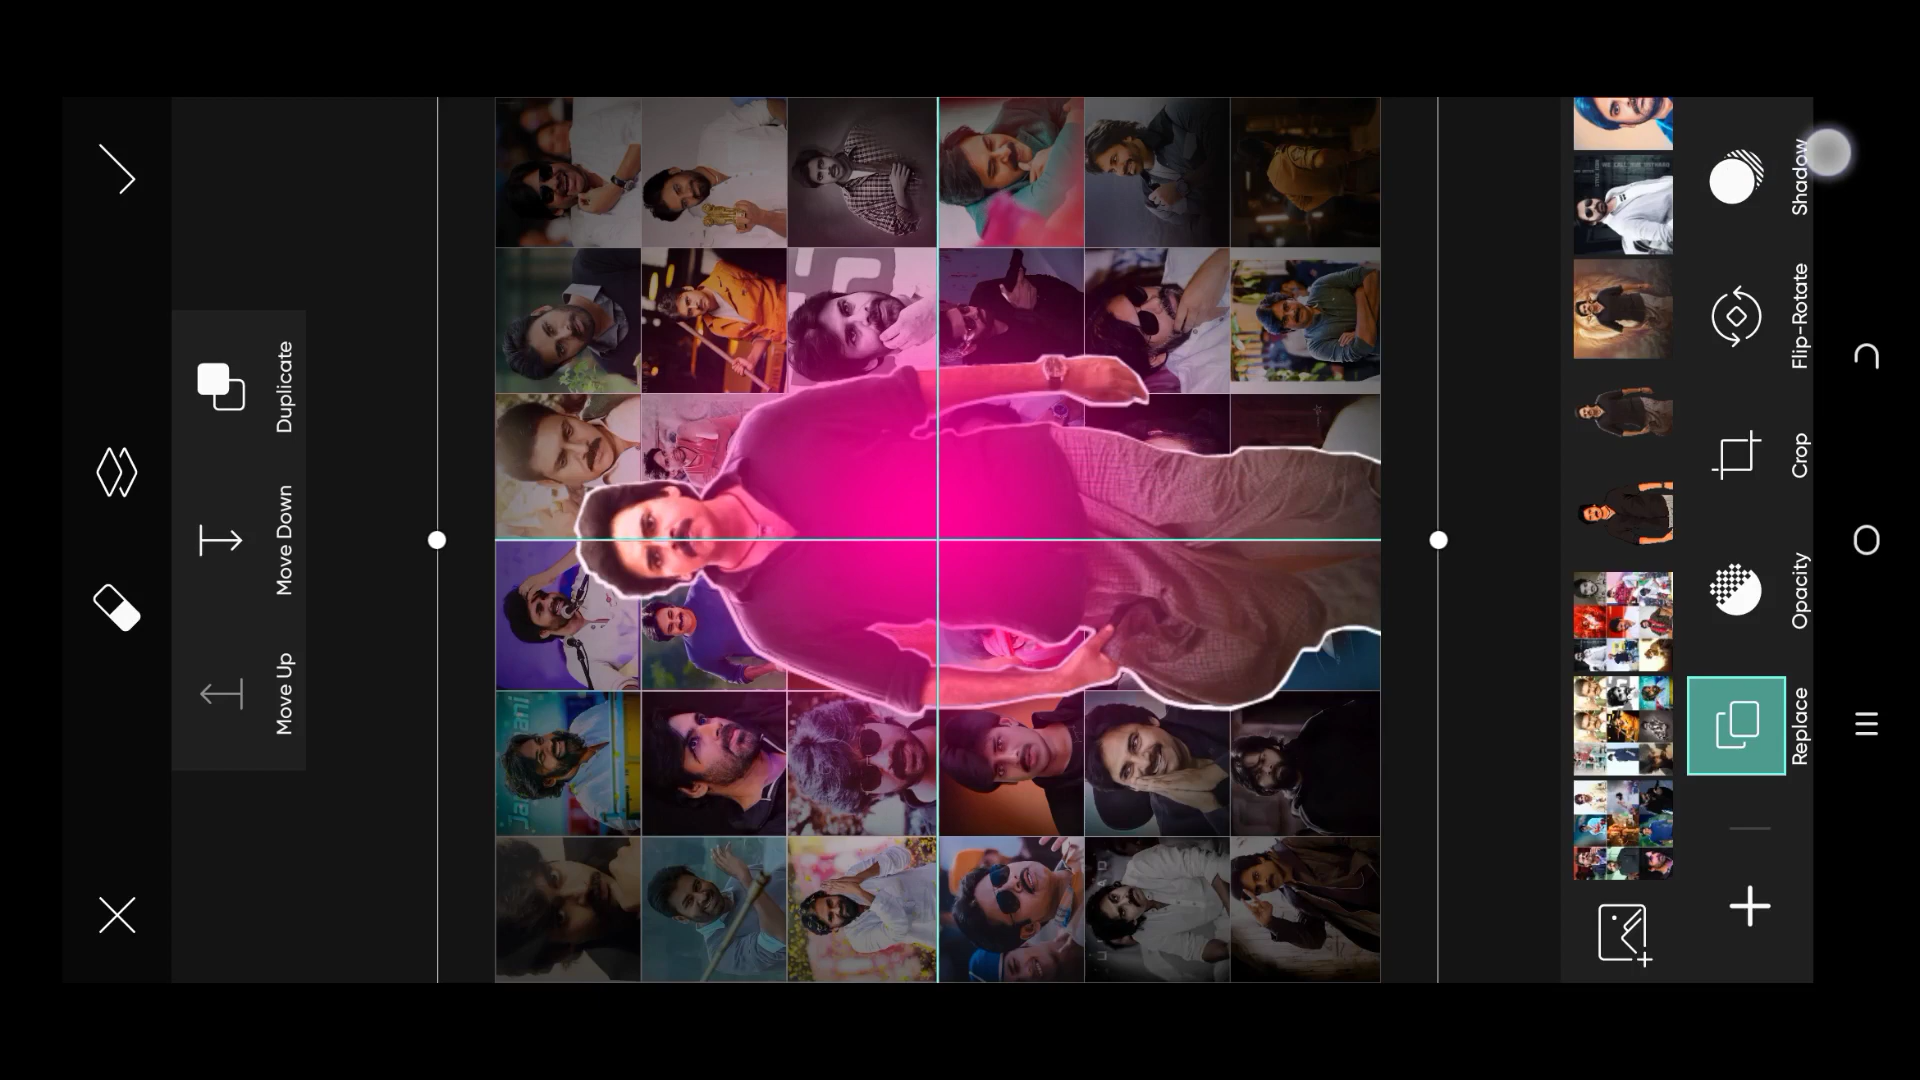 Duplicate
Move Down
Move Up
Shadow
Flip-Rotate
Crop
Opacity
Replace